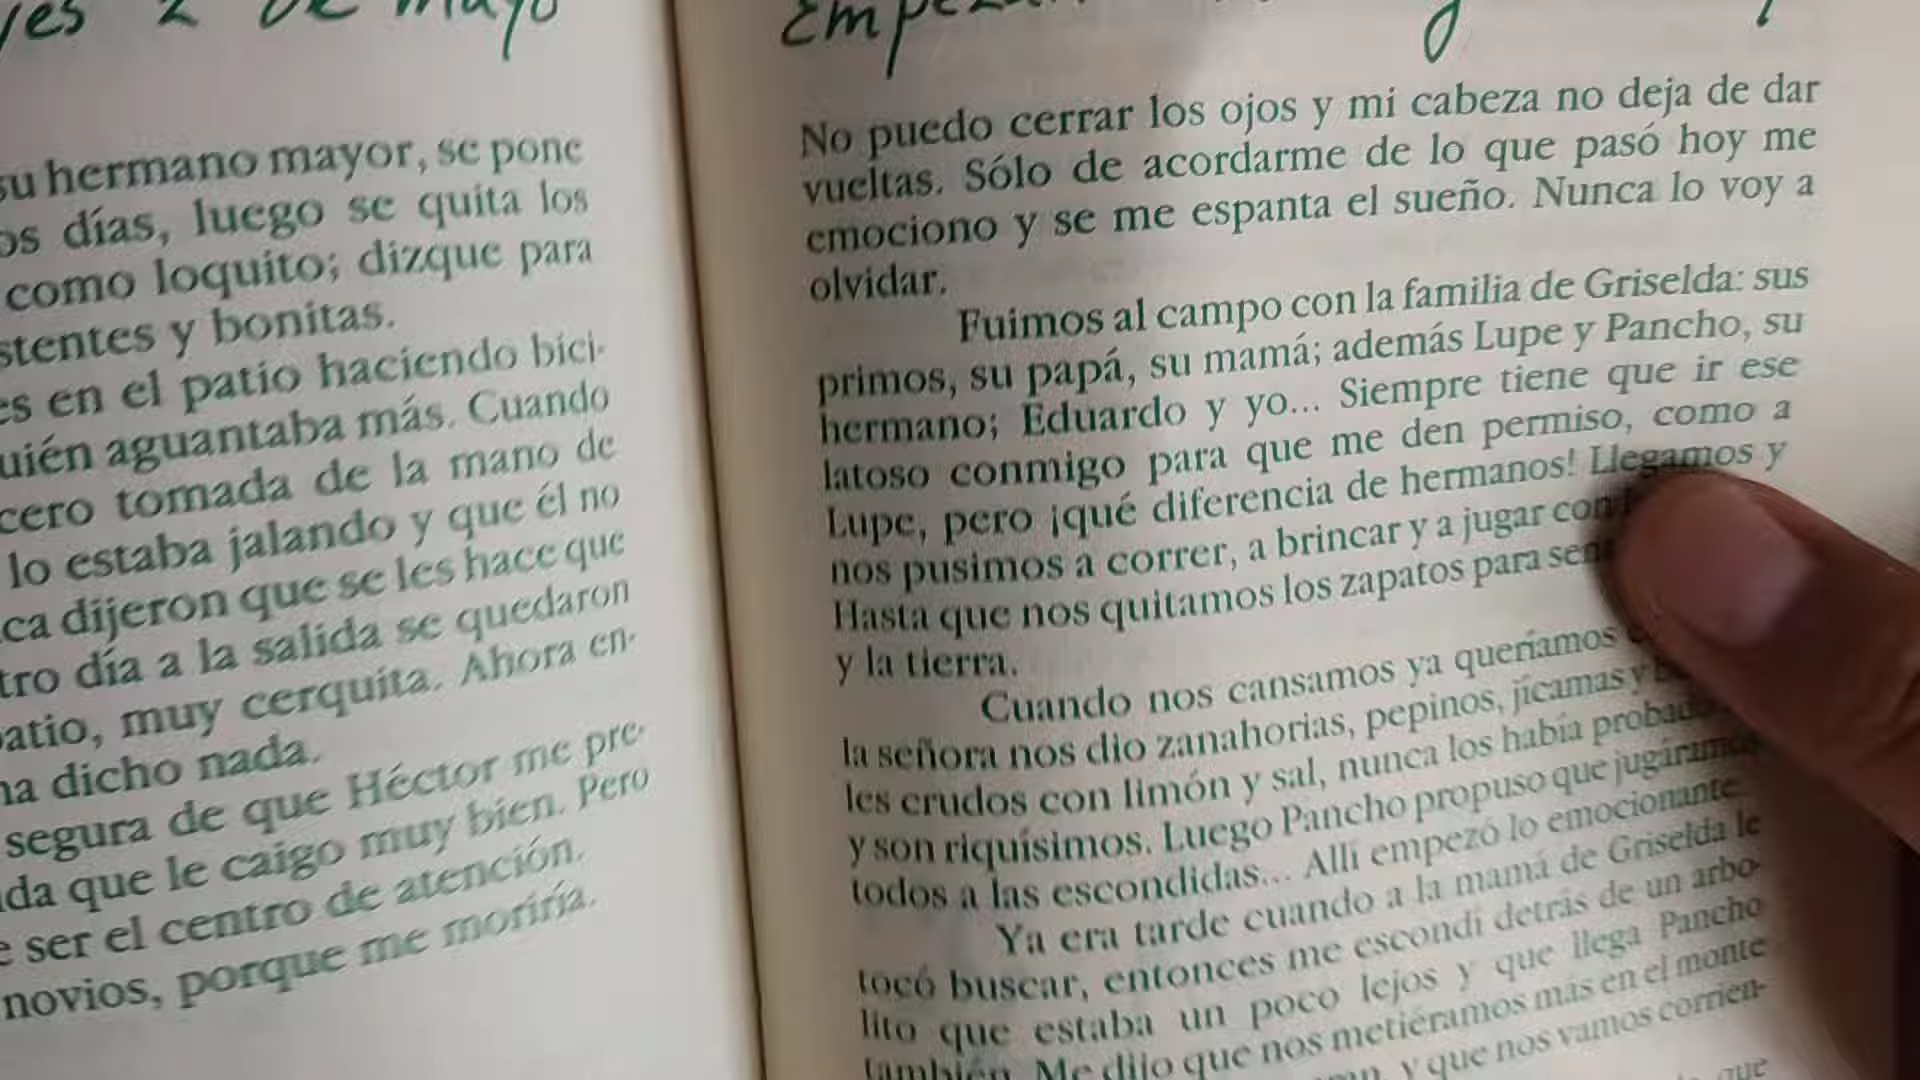 es 2 de mayo
su hermano mayor, se pone
os días, luego se quita los
como loquito; dizque para
stentes y bonitas.
es en el patio haciendo bici-
uién aguantaba más. Cuando
cero tomada de la mano de
lo estaba jalando y que él no
ca dijeron que se les hace que
tro día a la salida se quedaron
patio, muy cerquita. Ahora en-
ha dicho nada.
segura de que Héctor me pre-
da que le caigo muy bien. Pero
e ser el centro de atención.
novios, porque me moriría.
No puedo cerrar los ojos y mi cabeza no deja de dar
vueltas. Sólo de acordarme de lo que pasó hoy me
emociono y se me espanta el sueño. Nunca lo voy a
olvidar.
Fuimos al campo con la familia de Griselda: sus
primos, su papá, su mamá; además Lupe y Pancho, su
hermano; Eduardo y yo... Siempre tiene que ir ese
latoso conmigo para que me den permiso, como a
Lupe, pero ¡qué diferencia de hermanos! Llegamos y
nos pusimos a correr, a brincar y a jugar con
Hasta que nos quitamos los zapatos para sen
y la tierra.
Cuando nos cansamos ya queríamos
la señora nos dio zanahorias, pepinos, jícamas y
les crudos con limón y sal, nunca los había probado
y son riquísimos. Luego Pancho propuso que jugáramos
todos a las escondidas... Allí empezó lo emocionante.
Ya era tarde cuando a la mamá de Griselda le
tocó buscar, entonces me escondí detrás de un arbo-
lito que estaba un poco lejos y que llega Pancho
también. Me dijo que nos metiéramos más en el monte
y que nos vamos corrien-
que